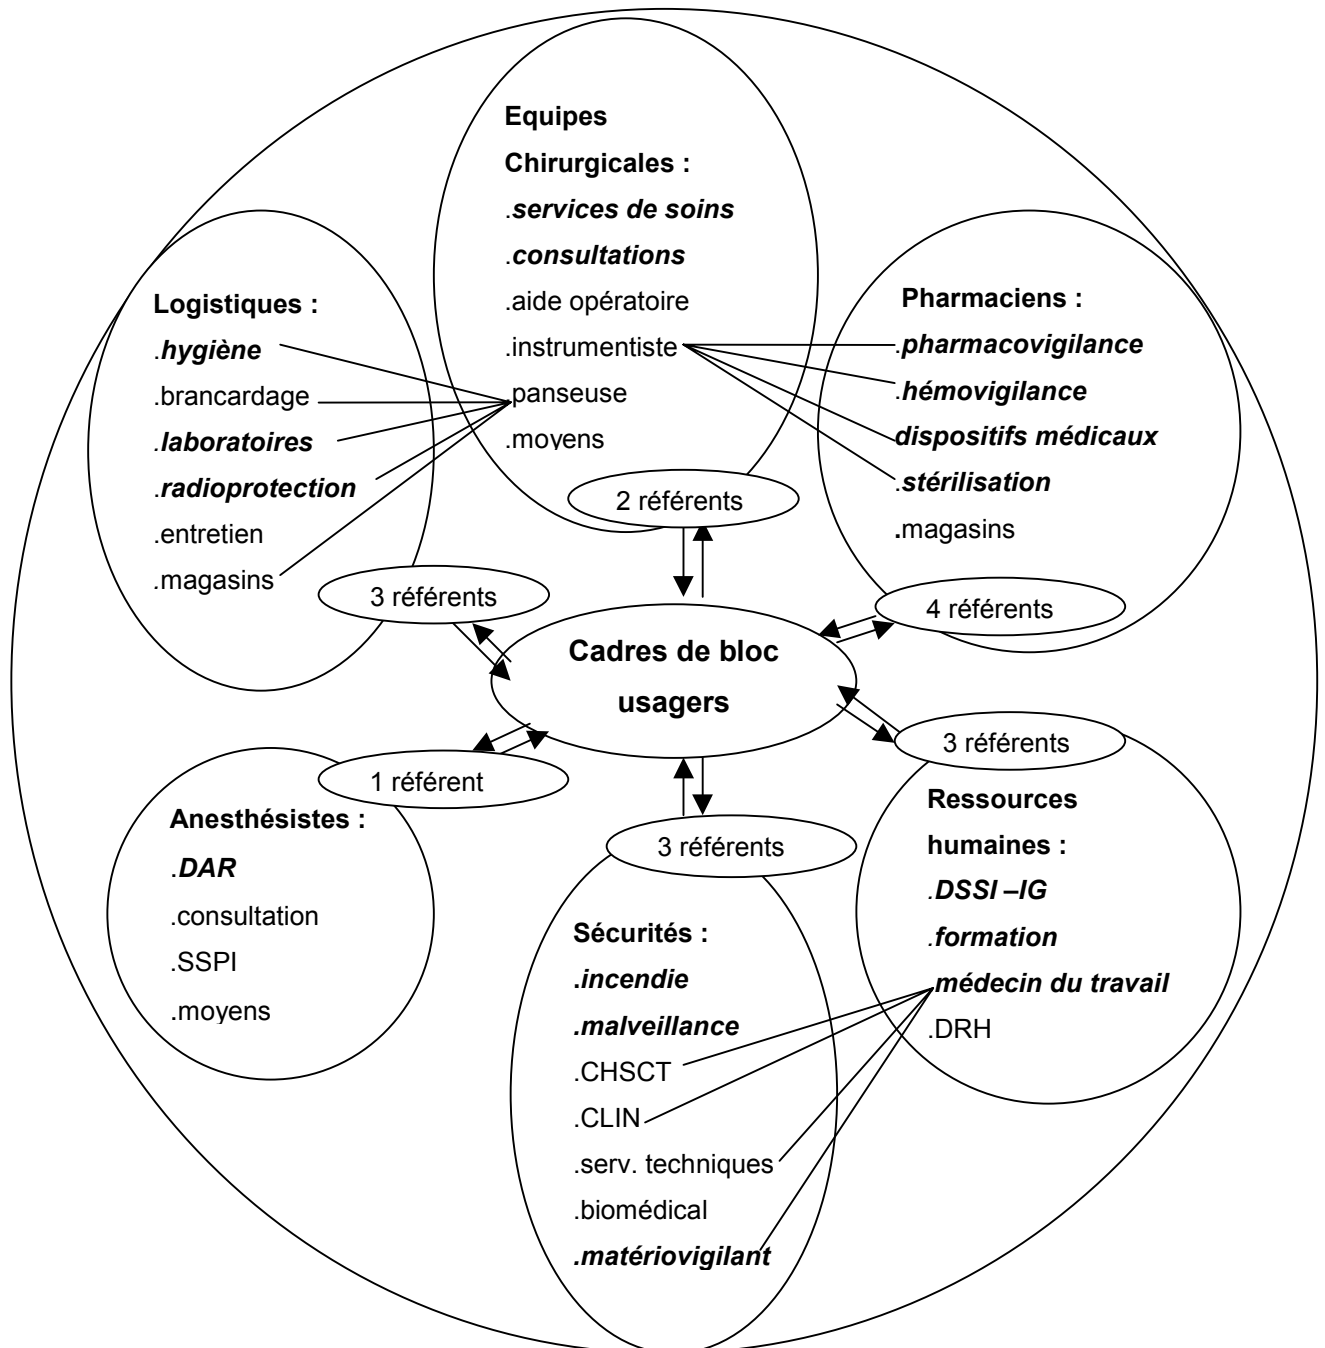 Equipes
Chirurgicales :
.services de soins
.consultations
.aide opératoire
.instrumentiste
.panseuse
.moyens
2 référents
Logistiques :
.hygiène
.brancardage
.laboratoires
.radioprotection
.entretien
.magasins
3 référents
Pharmaciens :
.pharmacovigilance
.hémovigilance
dispositifs médicaux
.stérilisation
.magasins
4 référents
Cadres de bloc
usagers
1 référent
Anesthésistes :
.DAR
.consultation
.SSPI
.moyens
3 référents
Sécurités :
.incendie
.malveillance
.CHSCT
.CLIN
.serv. techniques
.biomédical
.matériovigilant
3 référents
Ressources
humaines :
.DSSI –IG
.formation
médecin du travail
.DRH